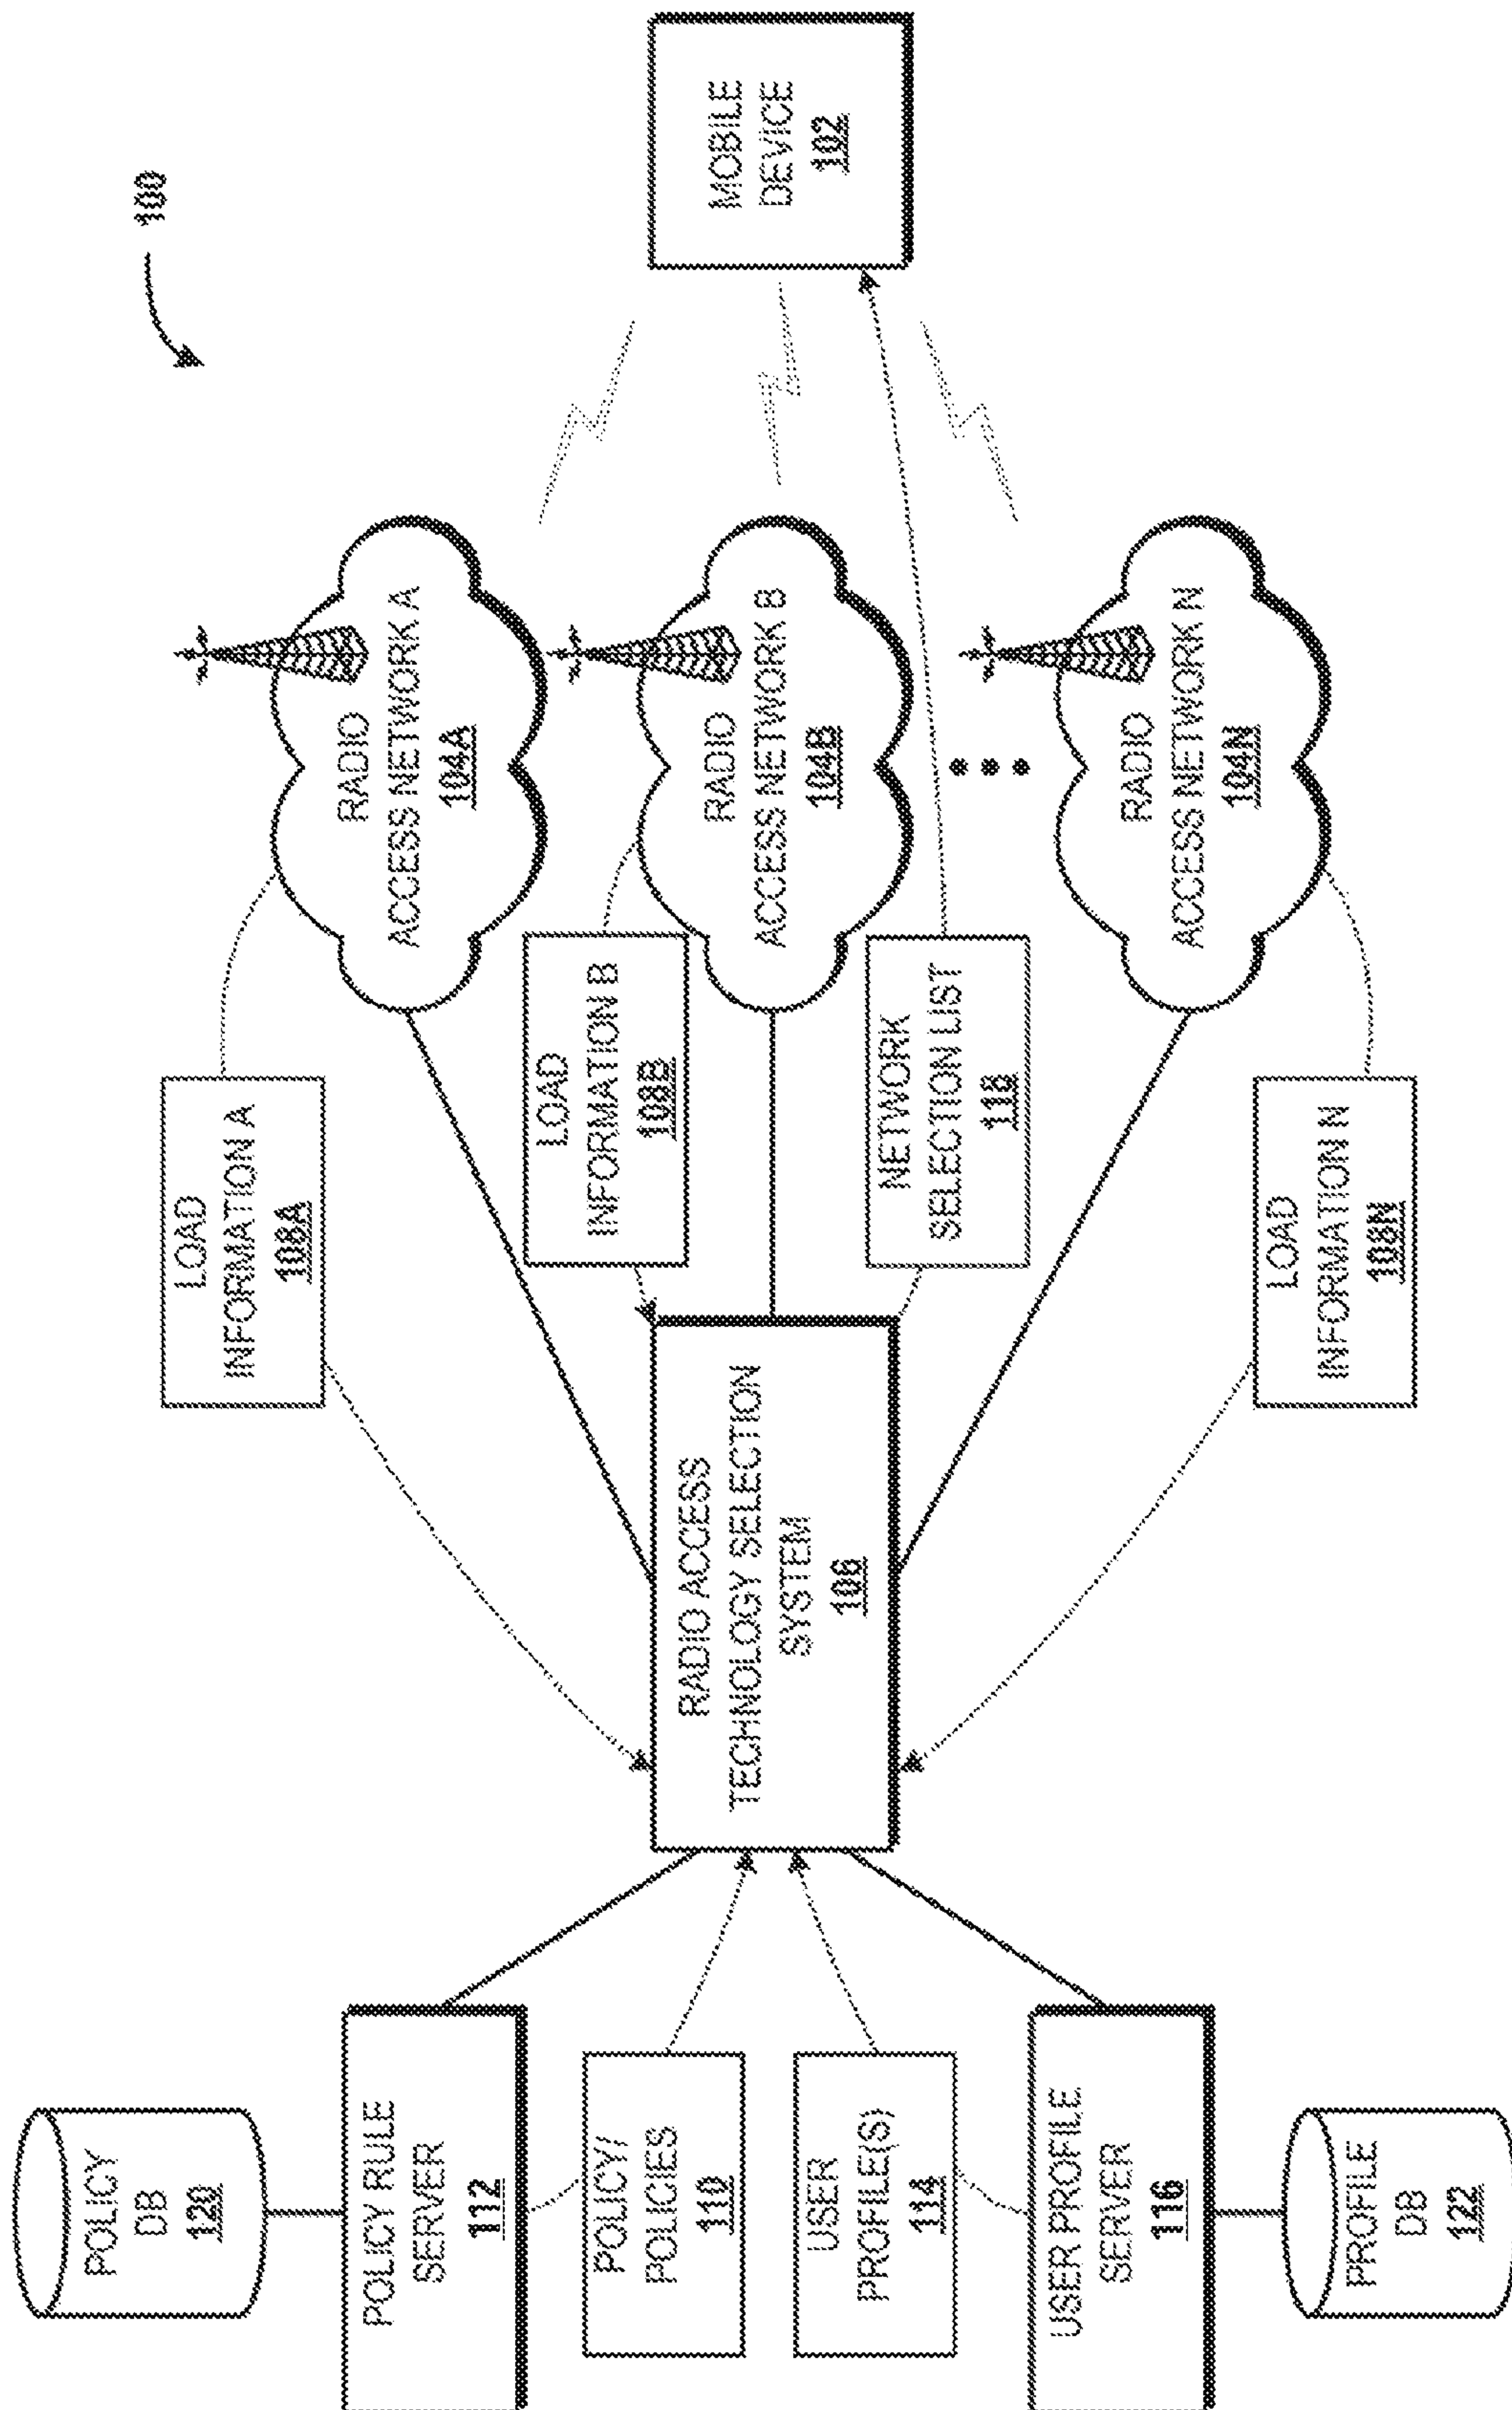 100
POLICY
DB
120
POLICY RULE
SERVER
112
POLICY/
POLICIES
110
USER
PROFILE(S)
114
USER PROFILE
SERVER
116
PROFILE
DB
122
RADIO ACCESS
TECHNOLOGY SELECTION
SYSTEM
106
LOAD
INFORMATION A
108A
LOAD
INFORMATION B
108B
NETWORK
SELECTION LIST
118
LOAD
INFORMATION N
108N
RADIO
ACCESS NETWORK A
104A
RADIO
ACCESS NETWORK B
104B
RADIO
ACCESS NETWORK N
104N
MOBILE
DEVICE
102